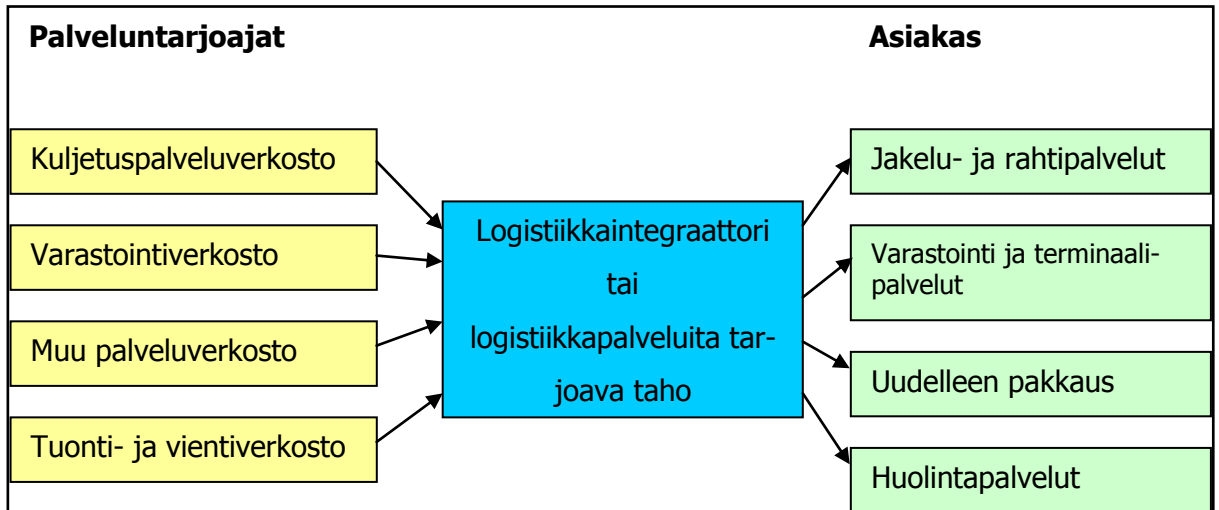 Palveluntarjoajat
Kuljetuspalveluverkosto
Varastointiverkosto
Muu palveluverkosto
Tuonti- ja vientiverkosto
Logistiikkaintegraattori
tai
logistiikkapalveluita tar-
joava taho
Asiakas
Jakelu- ja rahtipalvelut
Varastointi ja terminaali-
palvelut
Uudelleen pakkaus
Huolintapalvelut